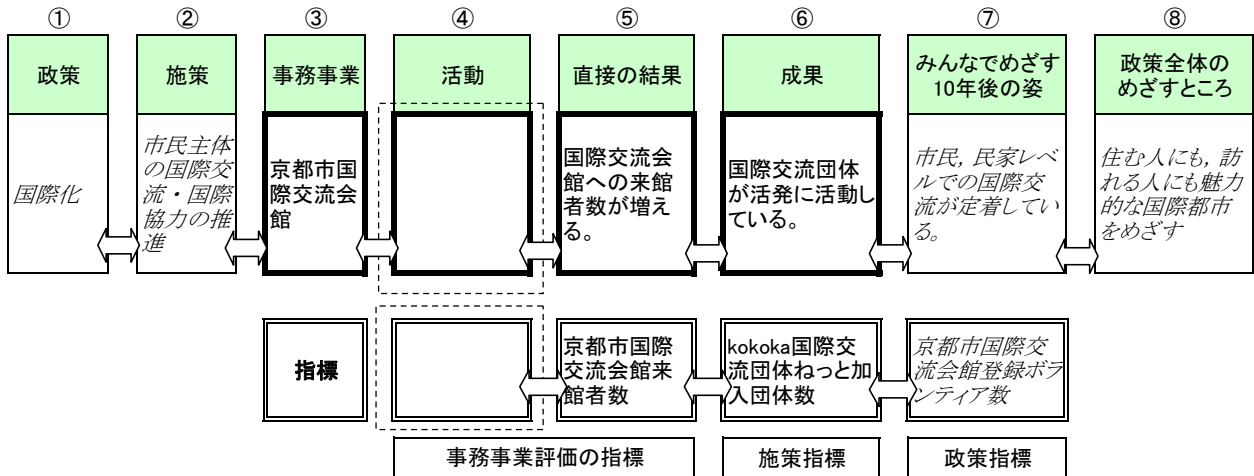 ① ② ③ ④ ⑤ ⑥ ⑦ ⑧
政策
施策
事務事業
活動
直接の結果
成果
みんなでめざす
10年後の姿
政策全体の
めざすところ
国際化
市民主体
の国際交
流・国際
協力の推
進
京都市国
際交流会
館
国際交流会
館への来館
者数が増え
る。
国際交流団体
が活発に活動し
ている。
市民,民家レ
ベルでの国際交
流が定着してい
る。
住む人にも,訪
れる人にも魅力
的な国際都市
をめざす
指標
京都市国際
交流会館来
館者数
kokoka国際交
流団体ねっと加
入団体数
京都市国際交
流会館登録ボラ
ンティア数
事務事業評価の指標
施策指標
政策指標